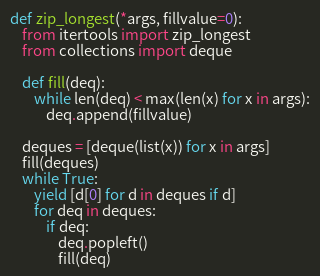 def zip_longest(*args, fillvalue=0):
    from itertools import zip_longest
    from collections import deque

    def fill(deq):
        while len(deq) < max(len(x) for x in args):
            deq.append(fillvalue)

    deques = [deque(list(x)) for x in args]
    fill(deques)
    while True:
        yield [d[0] for d in deques if d]
        for deq in deques:
            if deq:
                deq.popleft()
                fill(deq)